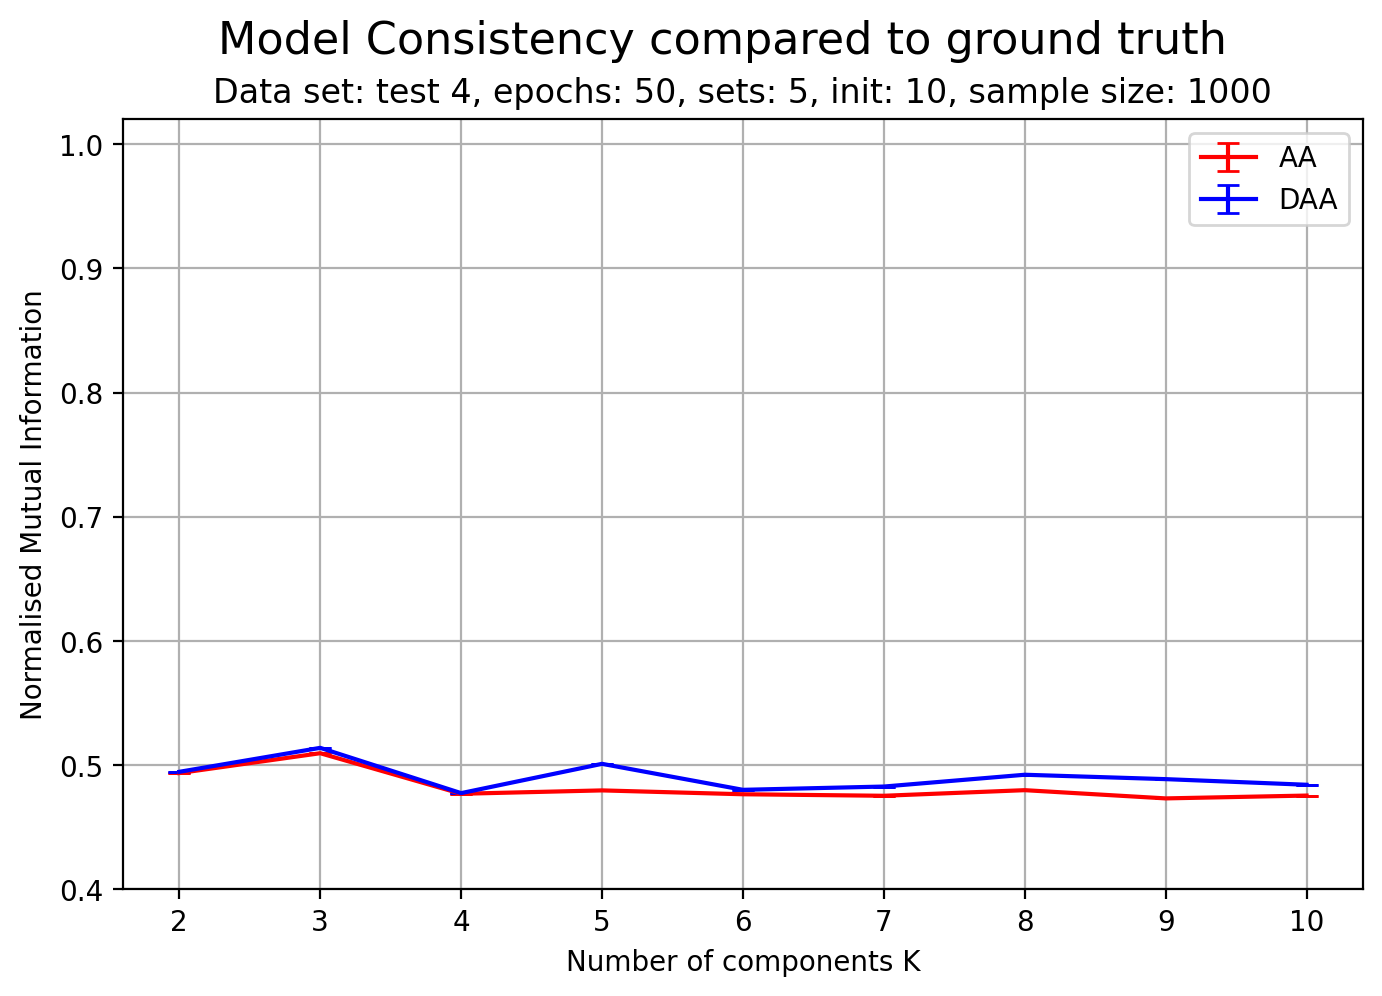 Model Consistency compared to ground truth
Data set: test 4, epochs: 50, sets: 5, init: 10, sample size: 1000
AA
DAA
Normalised Mutual Information
1.0
0.9
0.8
0.7
0.6
0.5
0.4
2 3 4 5 6 7 8 9 10
Number of components K